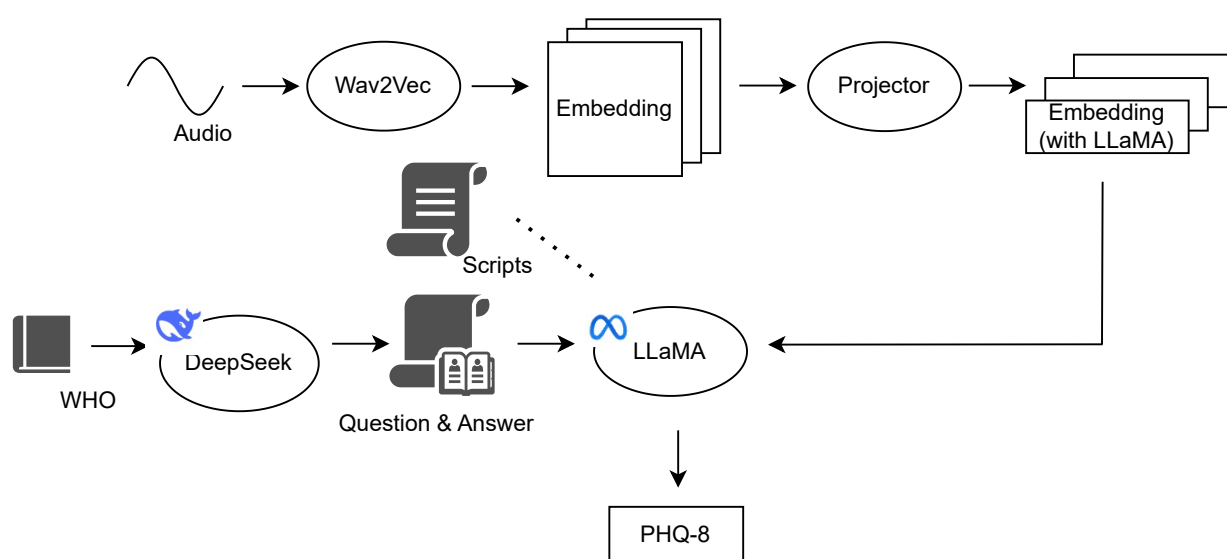 Audio
Wav2Vec
Embedding
Projector
Embedding
(with LLaMA)
Scripts
WHO
DeepSeek
Question & Answer
LLaMA
PHQ-8